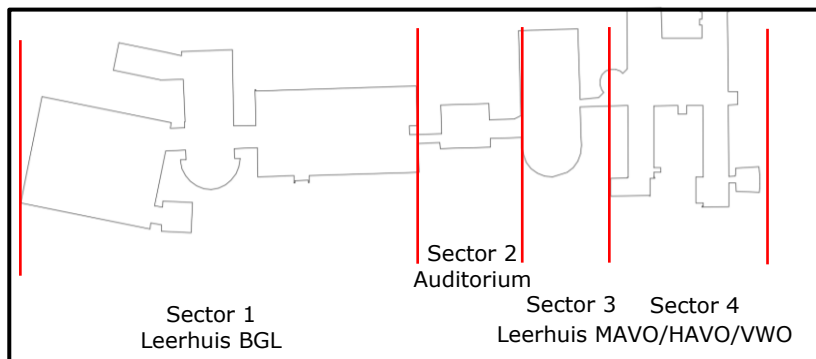 Sector 1
Leerhuis BGL
Sector 2
Auditorium
Sector 3
Sector 4
Leerhuis MAVO/HAVO/VWO